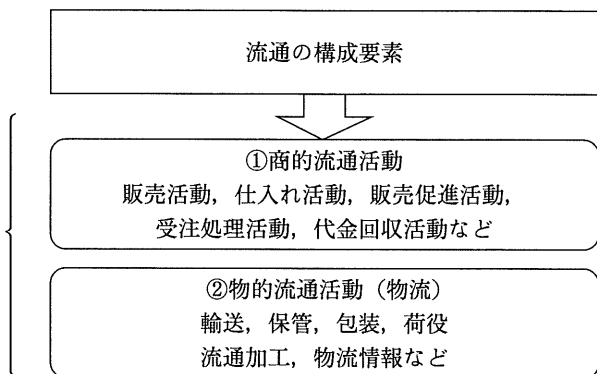 流通の構成要素
①商的流通活動
販売活動，仕入れ活動，販売促進活動，
受注処理活動，代金回収活動など
②物的流通活動（物流）
輸送，保管，包装，荷役
流通加工，物流情報など